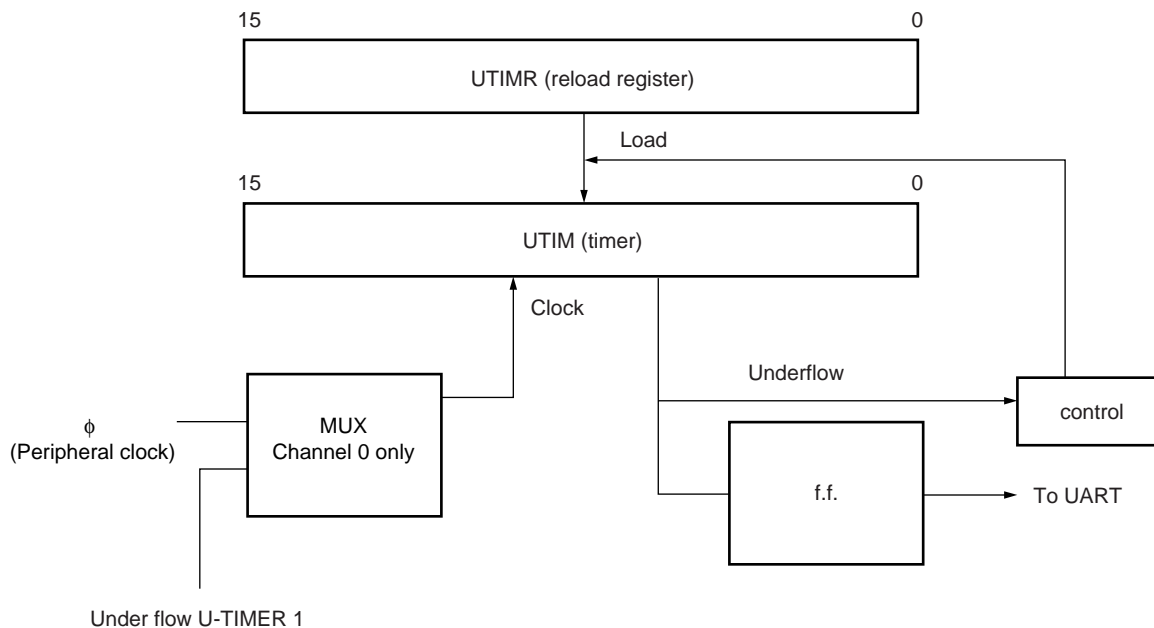 15 0
UTIMR (reload register)
Load
15 0
UTIM (timer)
Clock
Underflow
control
MUX
Channel 0 only
ϕ
(Peripheral clock)
f.f.
To UART
Under flow U-TIMER 1